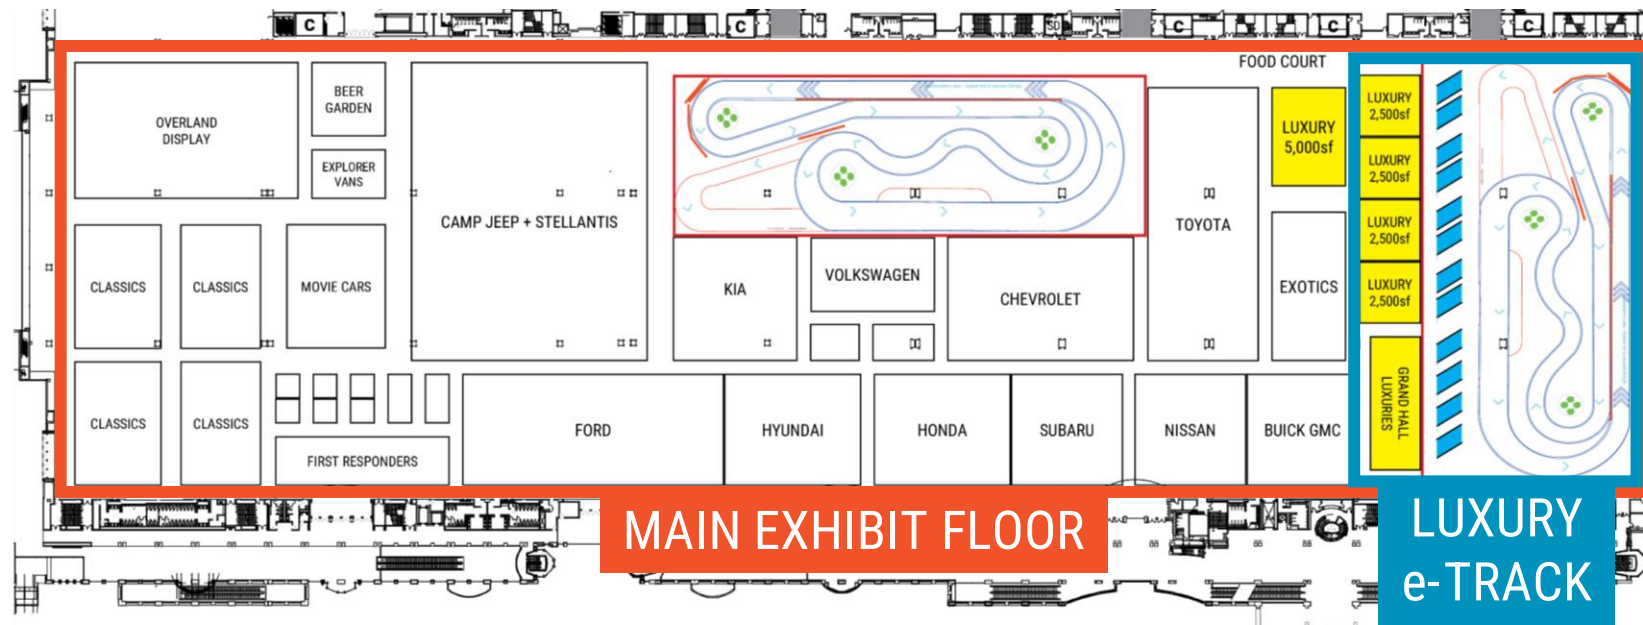 C
C
SD
C
C
C
FOOD COURT
OVERLAND
DISPLAY
BEER
GARDEN
EXPLORER
VANS
CAMP JEEP + STELLANTIS
TOYOTA
LUXURY
5,000sf
LUXURY
2,500sf
LUXURY
2,500sf
LUXURY
2,500sf
LUXURY
2,500sf
CLASSICS
CLASSICS
MOVIE CARS
KIA
VOLKSWAGEN
CHEVROLET
EXOTICS
GRAND HALL
LUXURIES
CLASSICS
CLASSICS
FIRST RESPONDERS
FORD
HYUNDAI
HONDA
SUBARU
NISSAN
BUICK GMC
MAIN EXHIBIT FLOOR
LUXURY
e-TRACK